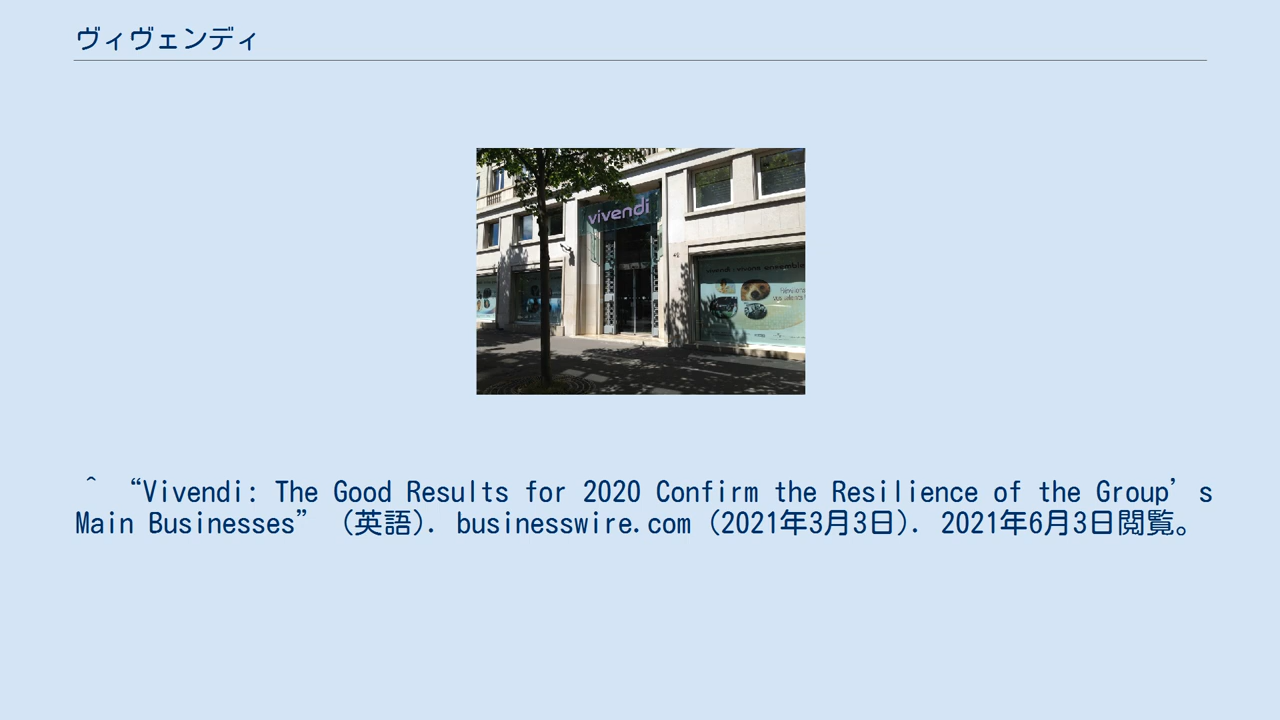 ヴィヴェンディ
vivendi
^ “Vivendi: The Good Results for 2020 Confirm the Resilience of the Group’s
Main Businesses” (英語). businesswire.com (2021年3月3日). 2021年6月3日閲覧。